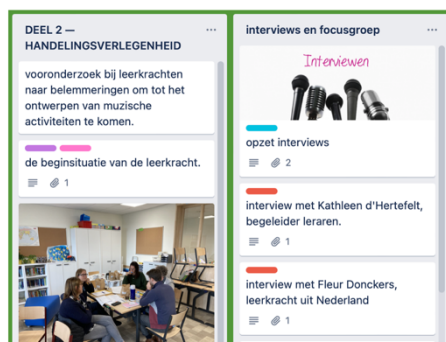 DEEL 2 —
HANDELINGSVERLEGENHEID
vooronderzoek bij leerkrachten
naar belemmeringen om tot het
ontwerpen van muzische
activiteiten te komen.
de beginsituatie van de leerkracht.
1
interviews en focusgroep
Interviewen
opzet interviews
2
interview met Kathleen d'Hertefelt,
begeleider leraren.
1
interview met Fleur Donckers,
leerkracht uit Nederland
1